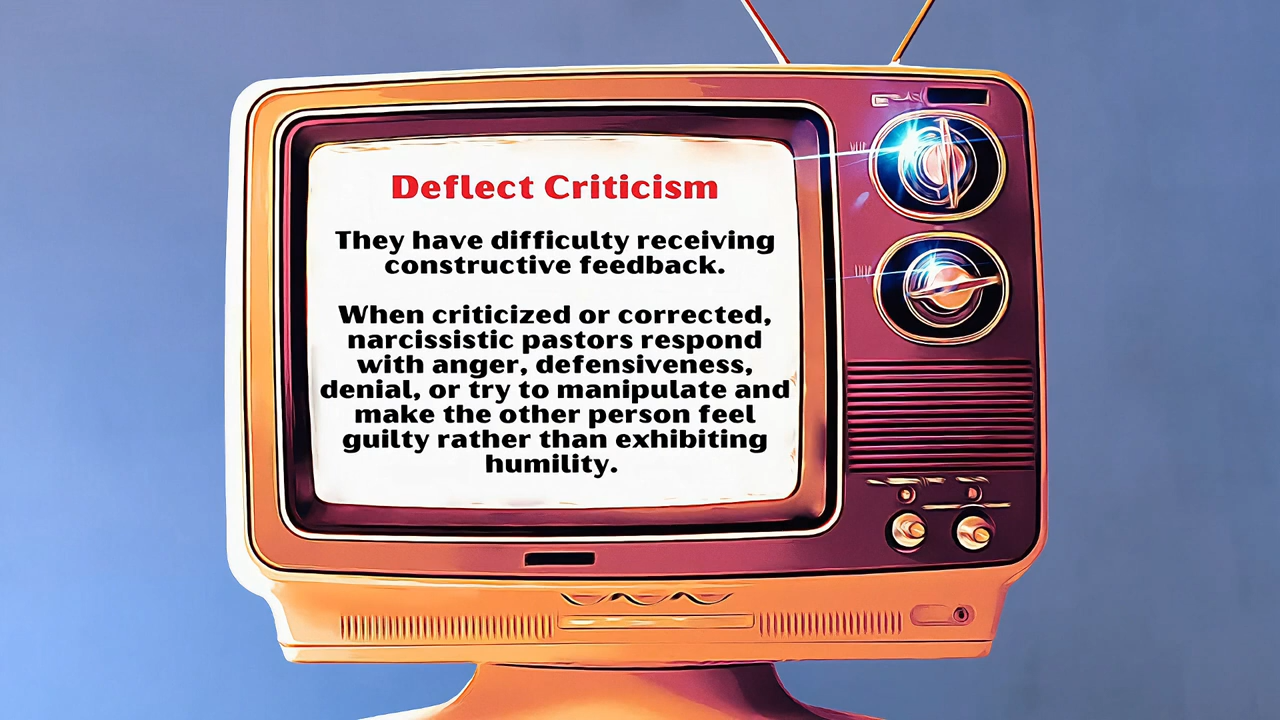 Deflect Criticism
They have difficulty receiving
constructive feedback.
When criticized or corrected,
narcissistic pastors respond
with anger, defensiveness,
denial, or try to manipulate and
make the other person feel
guilty rather than exhibiting
humility.